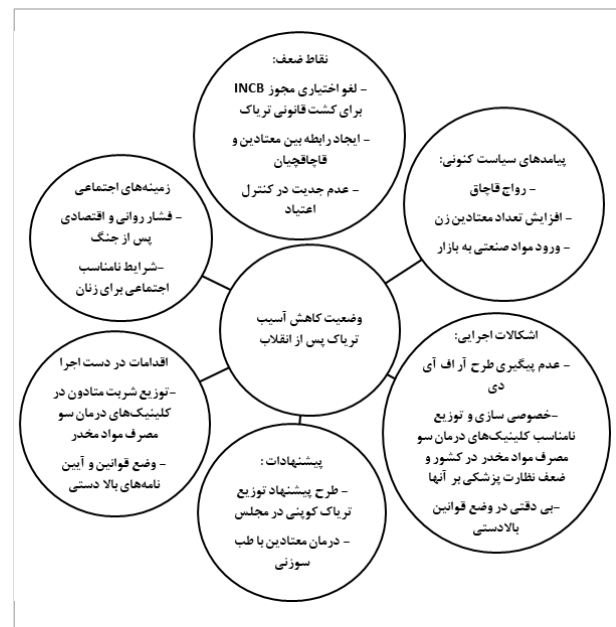 نقاط ضعف:
- لغو اختیاری مجوز INCB
برای کشت قانونی تریاک
- ایجاد رابطه بین معتادین و
قاچاقچیان
- عدم جدیت در کنترل
اعتیاد
پیامدهای سیاست کنونی:
- رواج قاچاق
- افزایش تعداد معتادین زن
- ورود مواد صنعتی به بازار
زمینه‌های اجتماعی
- فشار روانی و اقتصادی
پس از جنگ
-شرایط نامناسب
اجتماعی برای زنان
وضعیت کاهش آسیب
تریاک پس از انقلاب
اشکالات اجرایی:
- عدم پیگیری طرح آر اف آی
دی
-خصوصی سازی و توزیع
نامناسب کلینیک‌های درمان سو
مصرف مواد مخدر در کشور و
ضعف نظارت پزشکی بر آنها
-بی دقتی در وضع قوانین
بالادستی
اقدامات در دست اجرا
-توزیع شربت متادون در
کلینیک‌های درمان سو
مصرف مواد مخدر
- وضع قوانین و آیین
نامه‌های بالا دستی
پیشنهادات:
- طرح پیشنهاد توزیع
تریاک کوپنی در مجلس
- درمان معتادین با طب
سوزنی